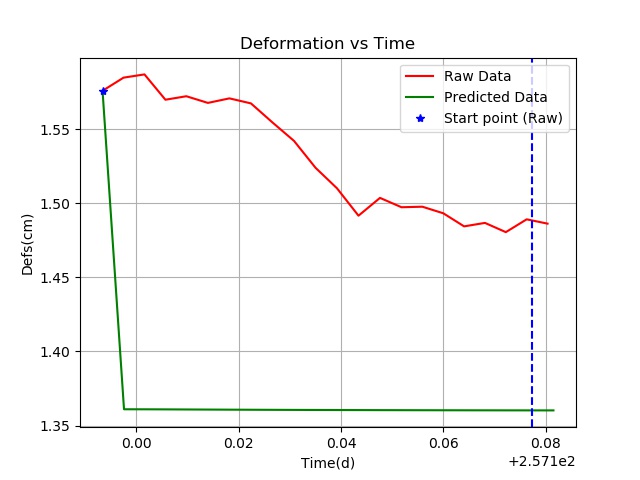 Deformation vs Time
Raw Data
Predicted Data
Start point (Raw)
Defs(cm)
1.55
1.50
1.45
1.40
1.35
0.00 0.02 0.04 0.06 0.08
Time(d)
+2.571e2